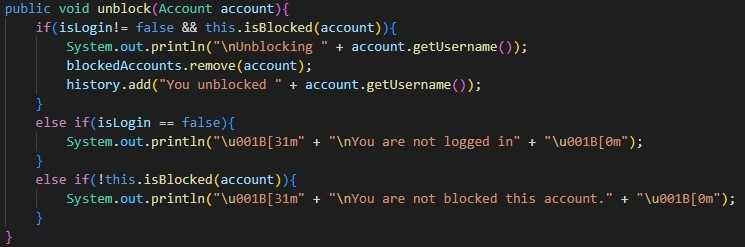 public void unblock(Account account){
    if(isLogin!= false && this.isBlocked(account)){
        System.out.println("\nUnblocking " + account.getUsername());
        blockedAccounts.remove(account);
        history.add("You unblocked " + account.getUsername());
    }
    else if(isLogin == false){
        System.out.println("\u001B[31m" + "\nYou are not logged in" + "\u001B[0m");
    }
    else if(!this.isBlocked(account)){
        System.out.println("\u001B[31m" + "\nYou are not blocked this account." + "\u001B[0m");
    }
}